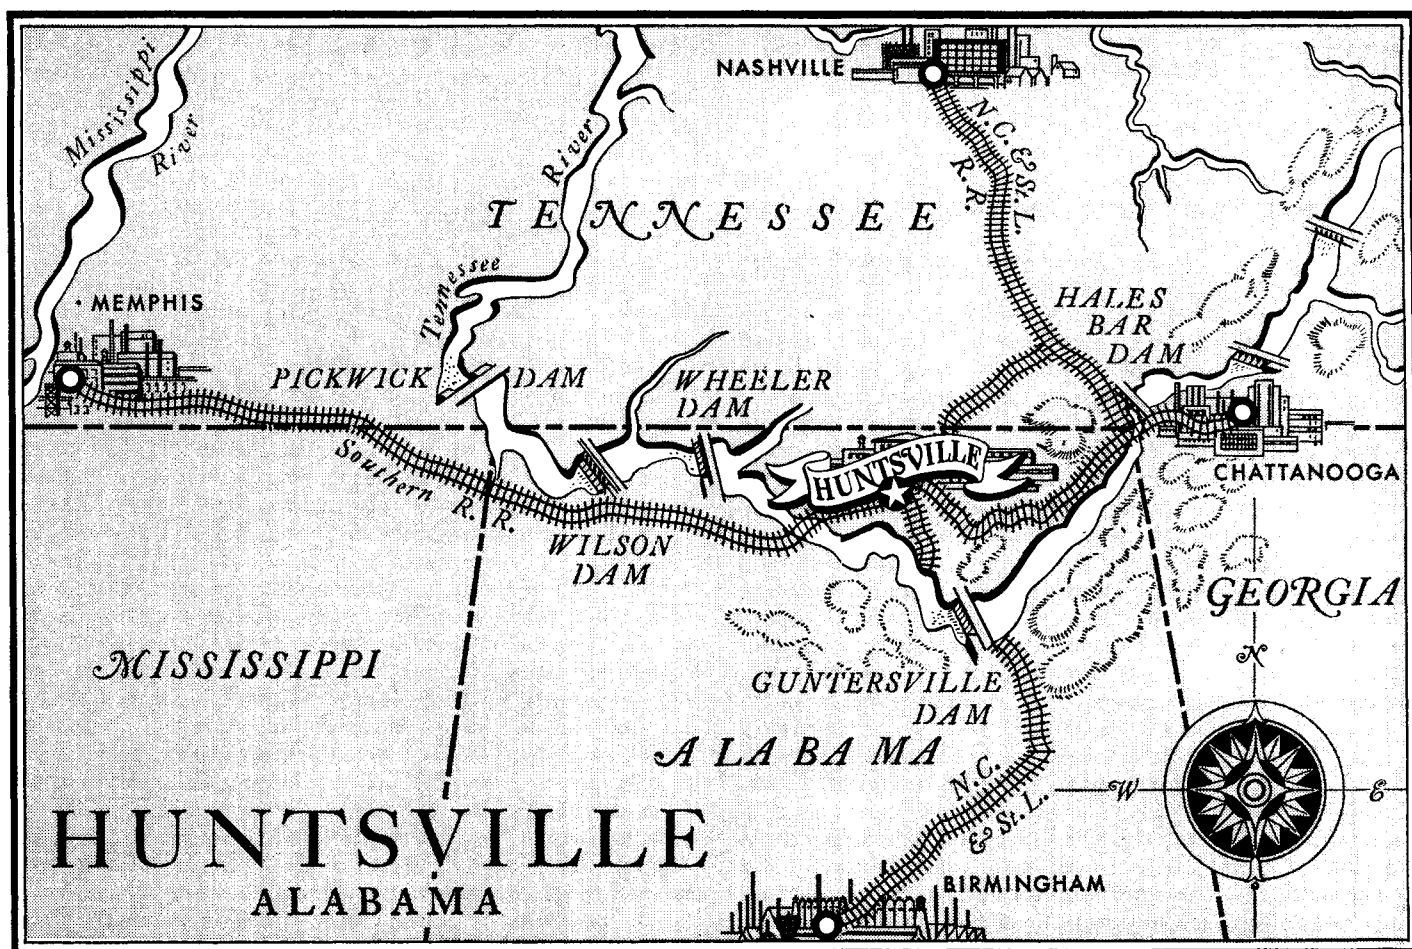 Mississippi
River
Tennessee
River
NASHVILLE
N.C. & St. L.
R. R.
TENNESSEE
MEMPHIS
HALES
BAR
DAM
PICKWICK DAM
WHEELER
DAM
Southern
R. R.
HUNTSVILLE
CHATTANOOGA
WILSON
DAM
GEORGIA
MISSISSIPPI
GUNTERSVILLE
DAM
ALABAMA
N
W
E
N.C.
& St. L.
HUNTSVILLE
ALABAMA
BIRMINGHAM